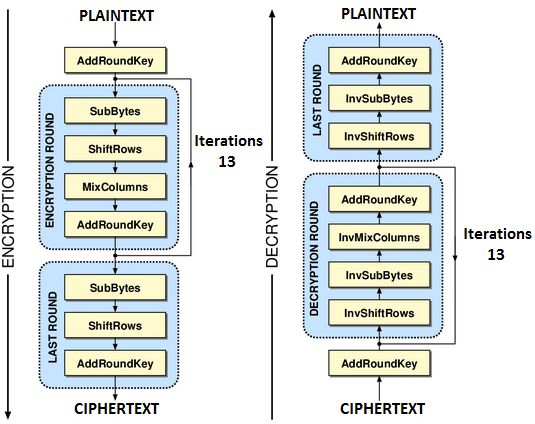 PLAINTEXT
AddRoundKey
ENCRYPTION ROUND
SubBytes
ShiftRows
MixColumns
AddRoundKey
Iterations
13
LAST ROUND
SubBytes
ShiftRows
AddRoundKey
CIPHERTEXT
ENCRYPTION
PLAINTEXT
LAST ROUND
AddRoundKey
InvSubBytes
InvShiftRows
DECRYPTION ROUND
AddRoundKey
InvMixColumns
InvSubBytes
InvShiftRows
Iterations
13
AddRoundKey
CIPHERTEXT
DECRYPTION